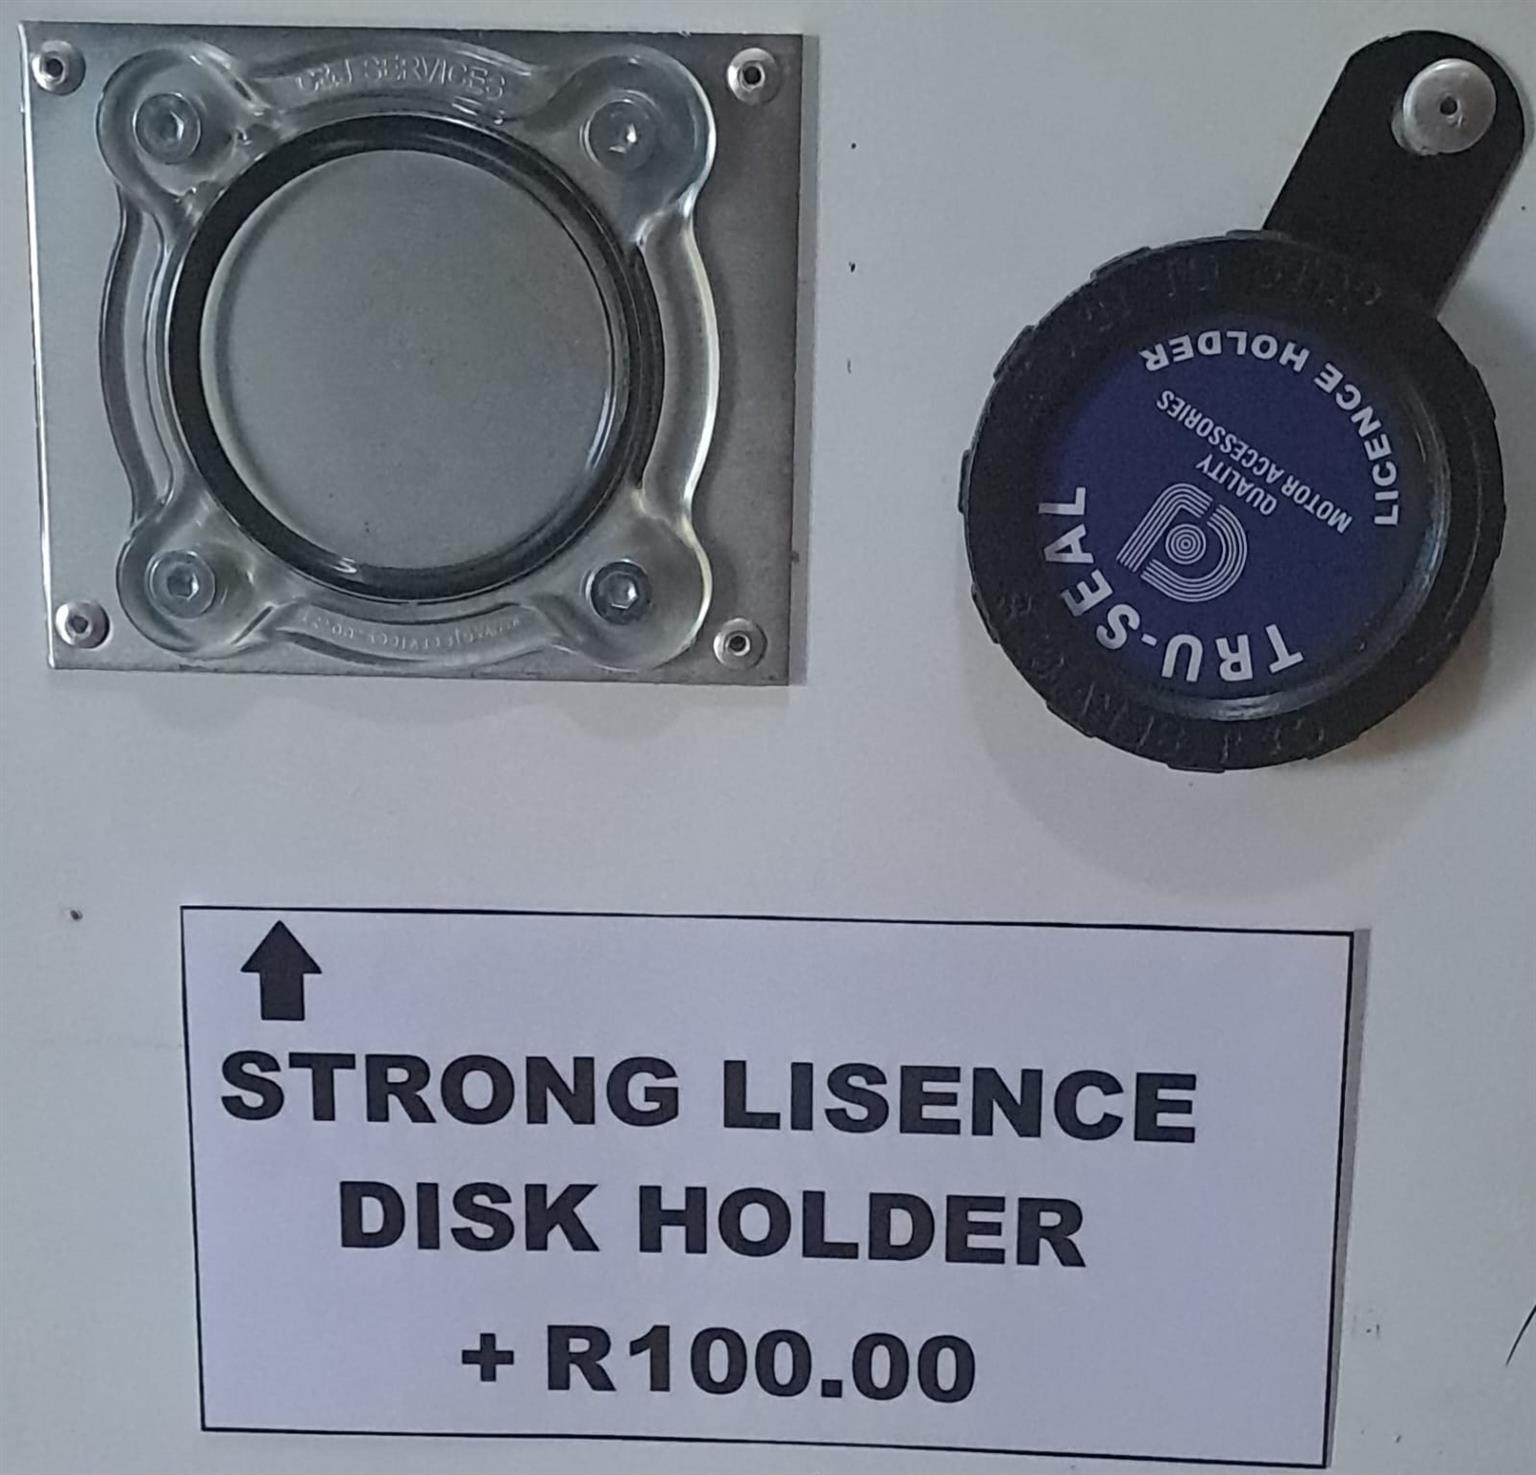 C&J SERVICES
TRU-SEAL
QUALITY
MOTOR ACCESSORIES
LICENCE HOLDER
STRONG LISENCE
DISK HOLDER
+ R100.00